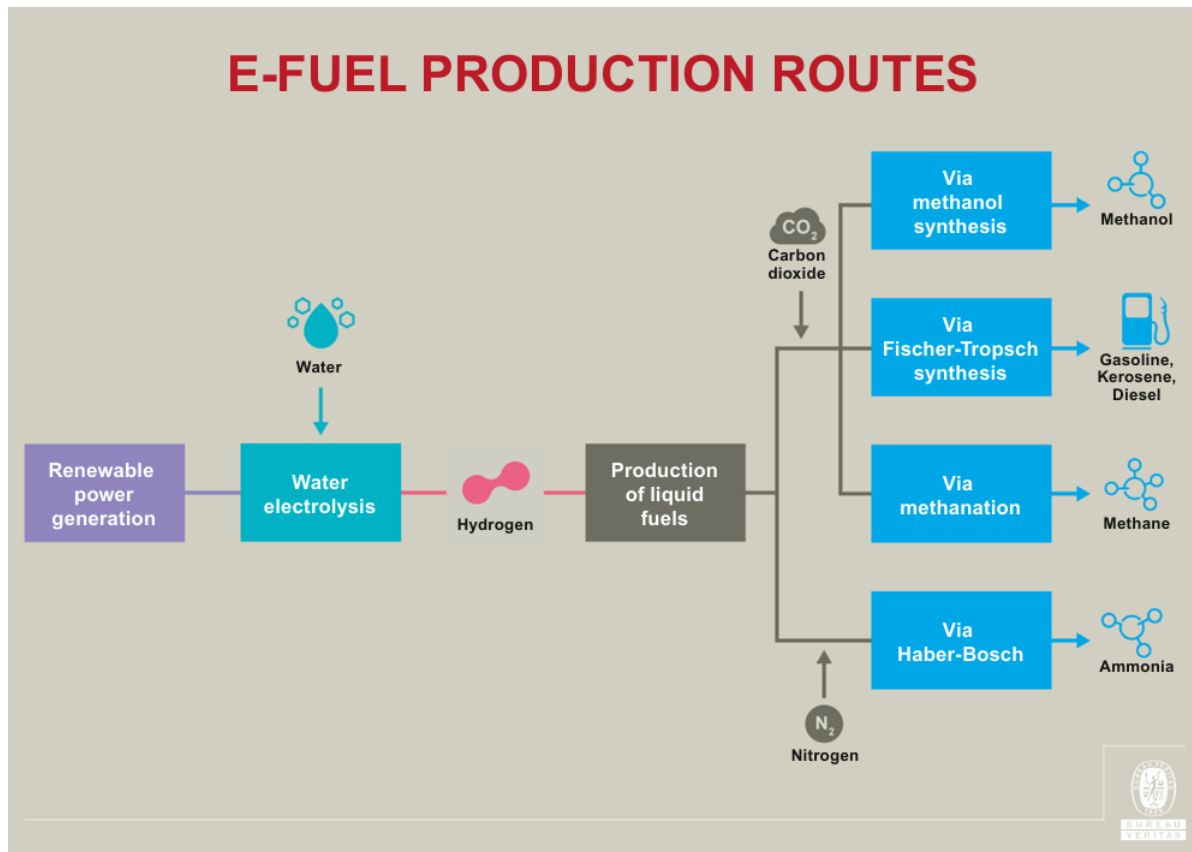 E-FUEL PRODUCTION ROUTES
Via
methanol
synthesis
Methanol
CO₂
Carbon
dioxide
Via
Fischer-Tropsch
synthesis
Gasoline,
Kerosene,
Diesel
Water
Renewable
power
generation
Water
electrolysis
Hydrogen
Production
of liquid
fuels
Via
methanation
Methane
Via
Haber-Bosch
Ammonia
N₂
Nitrogen
BUREAU
VERITAS